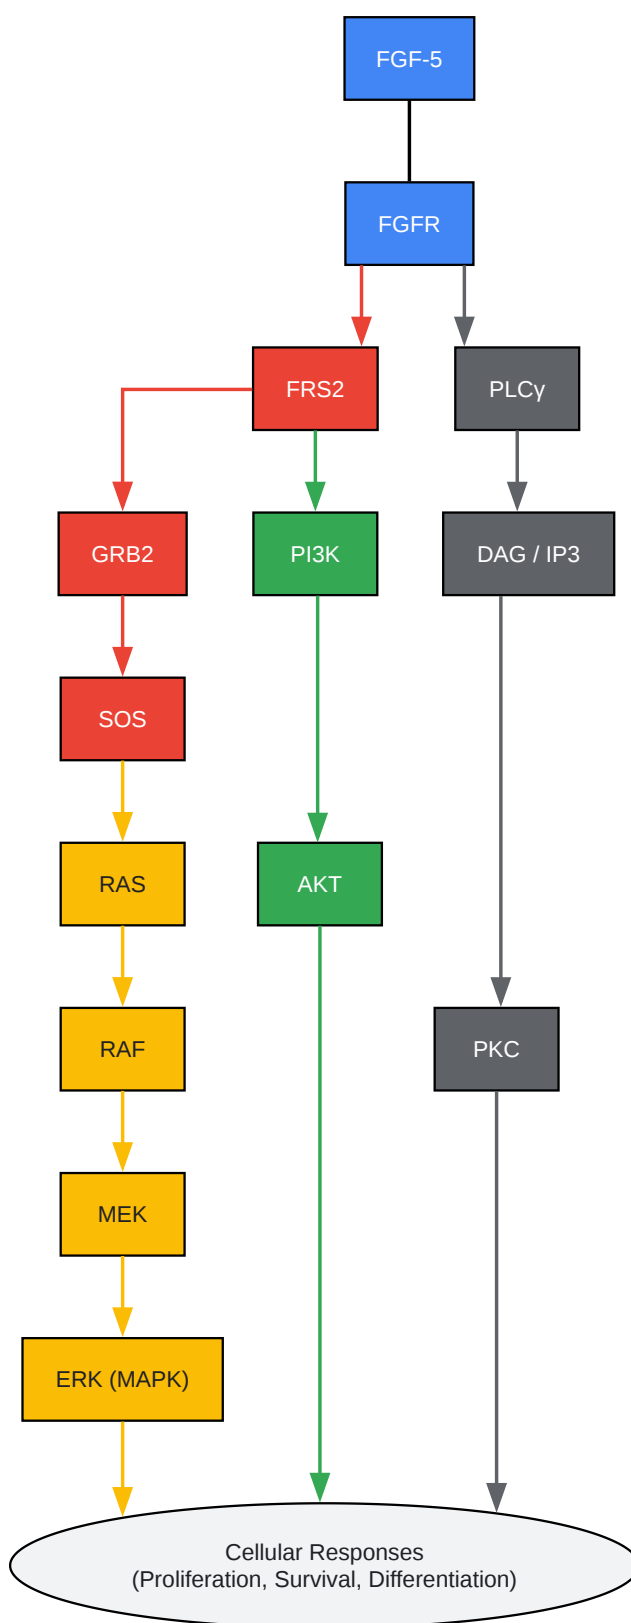 FGF-5
FGFR
FRS2
PLCγ
GRB2
PI3K
DAG / IP3
SOS
RAS
AKT
RAF
PKC
MEK
ERK (MAPK)
Cellular Responses
(Proliferation, Survival, Differentiation)